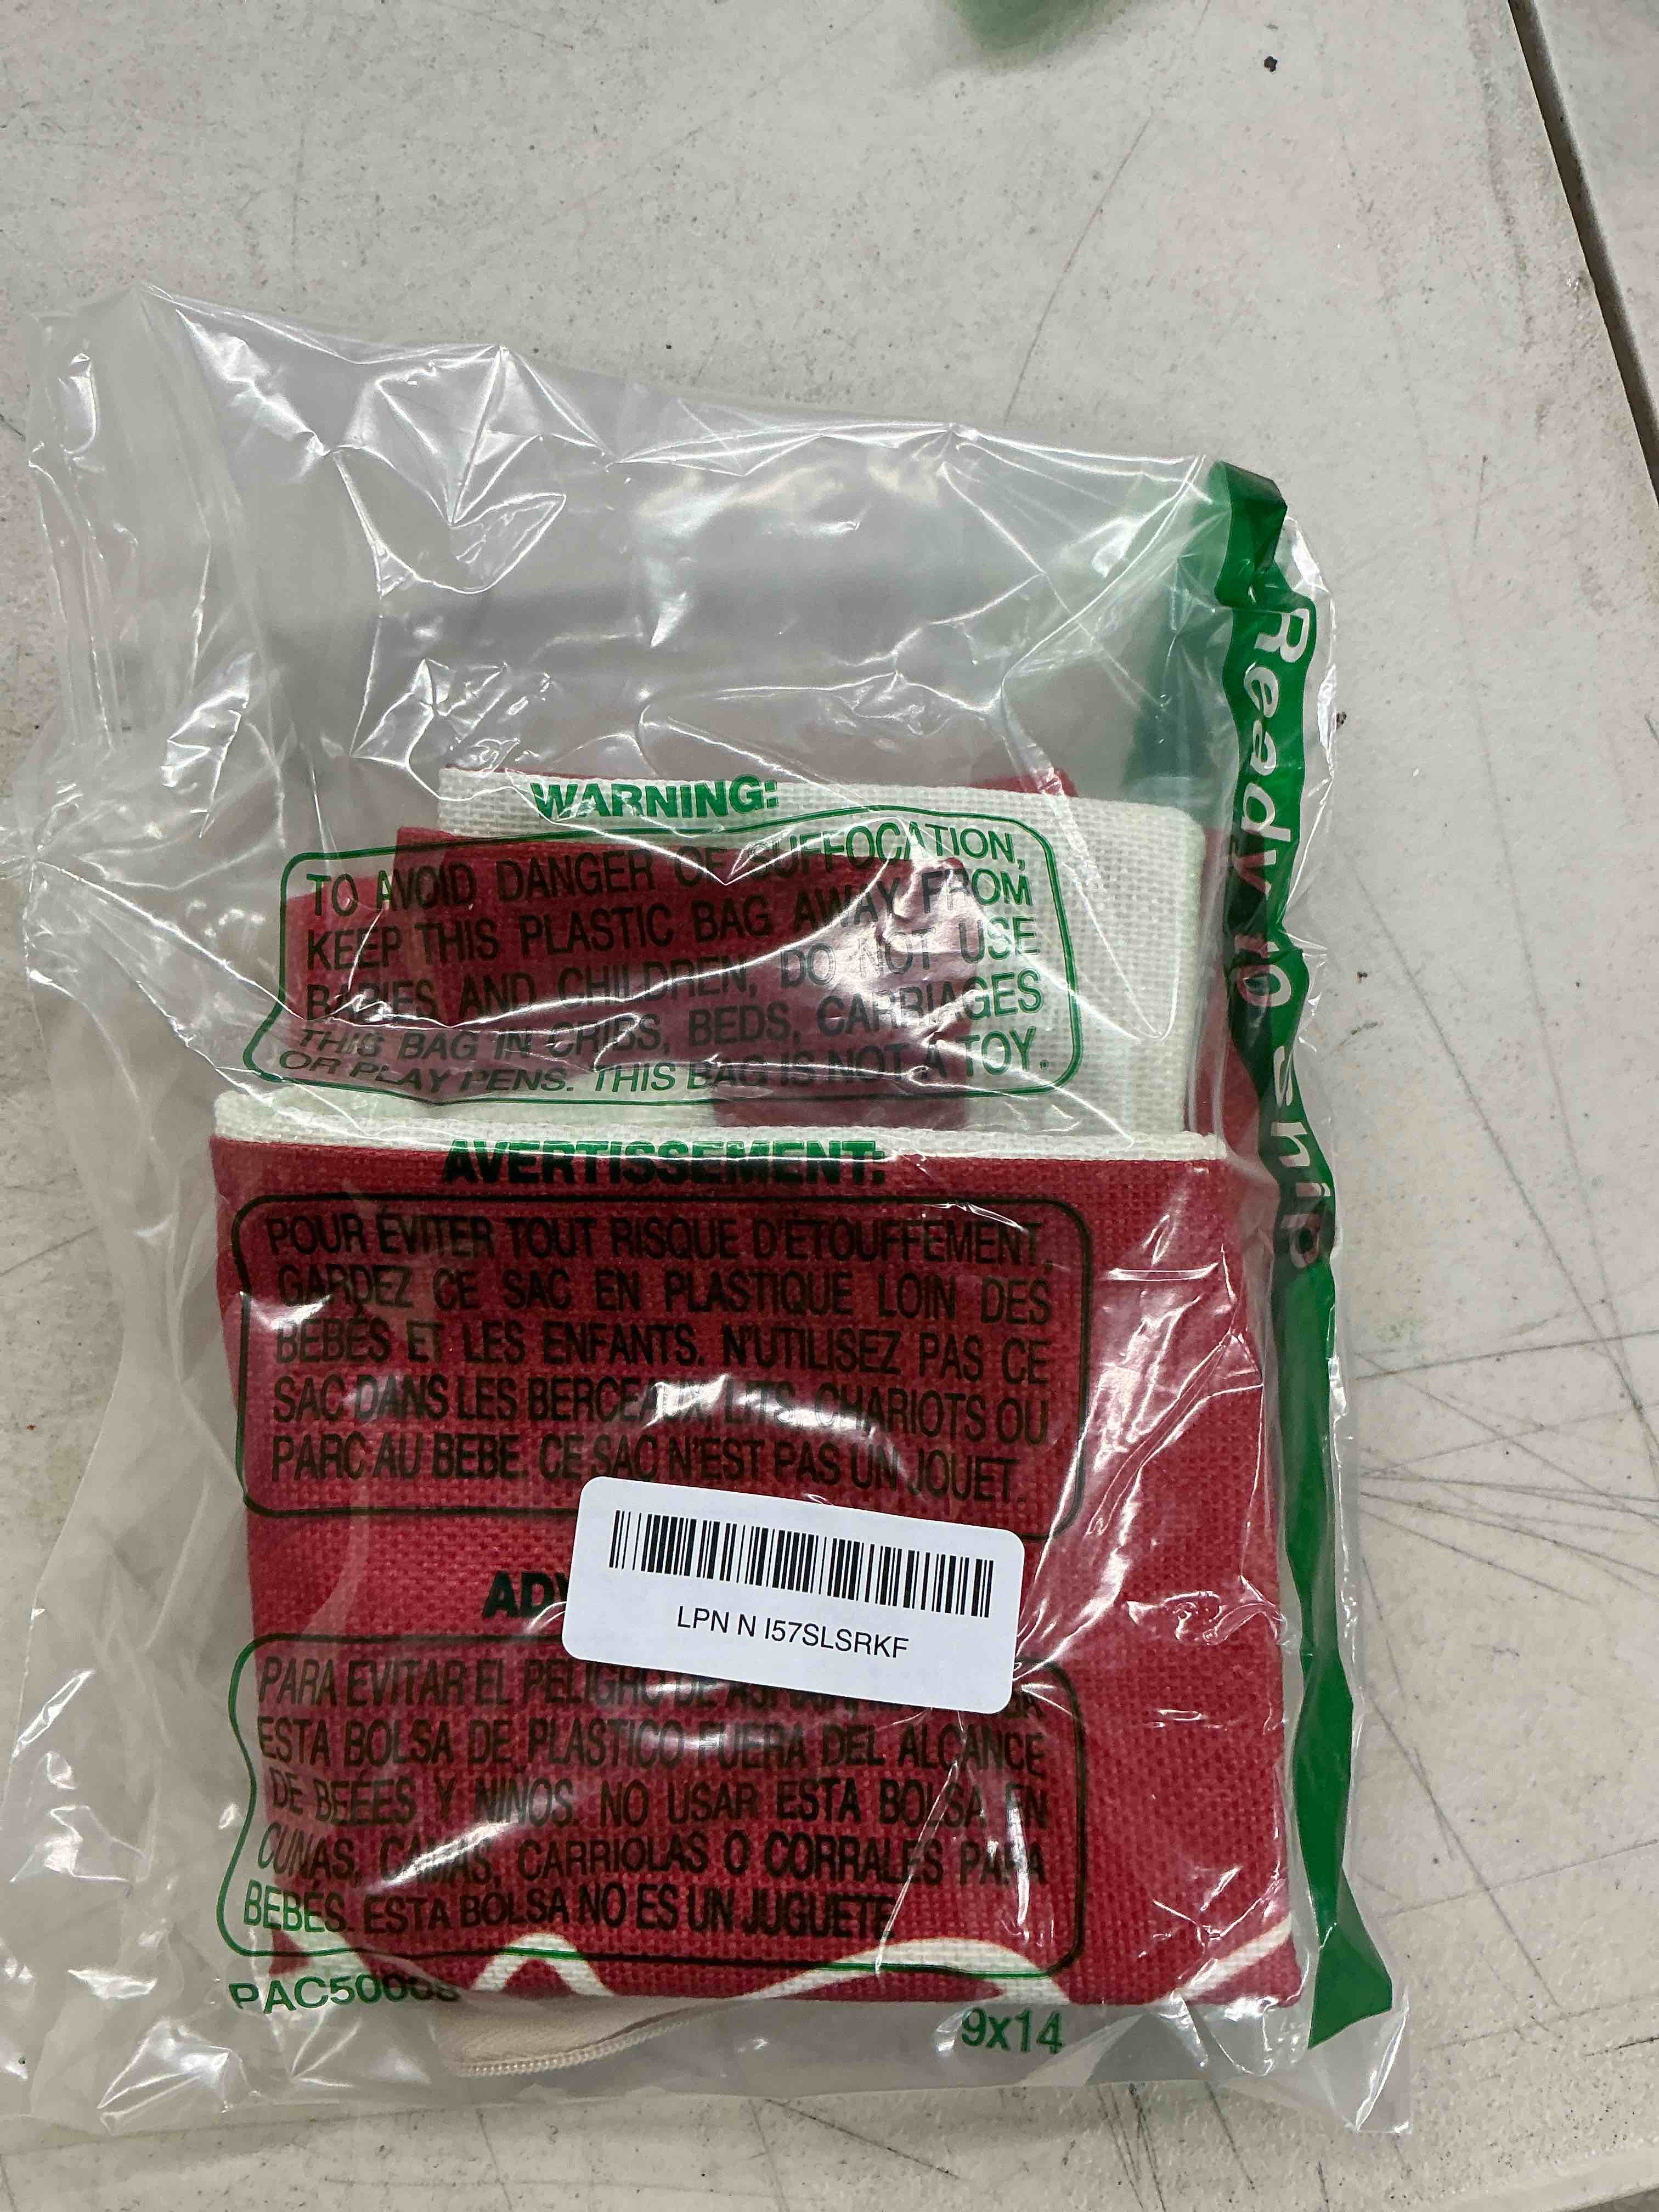 WARNING:
TO AVOID DANGER OF SUFFOCATION,
KEEP THIS PLASTIC BAG AWAY FROM
BABIES AND CHILDREN, DO NOT USE
THIS BAG IN CRIBS, BEDS, CARRIAGES
OR PLAY PENS. THIS BAG IS NOT A TOY.
AVERTISSEMENT:
POUR ÉVITER TOUT RISQUE D'ÉTOUFFEMENT,
GARDEZ CE SAC EN PLASTIQUE LOIN DES
BEBÉS ET LES ENFANTS. N'UTILISEZ PAS CE
SAC DANS LES BERCEAUX, LITS, CHARIOTS OU
PARC AU BEBE. CE SAC N'EST PAS UN JOUET.
LPN N I57SLSRKF
PARA EVITAR EL PELIGRO DE
ESTA BOLSA DE PLASTICO FUERA DEL ALCANCE
DE BEÉES Y NIÑOS. NO USAR ESTA BOLSA EN
CUNAS, CAMAS, CARRIOLAS O CORRALES PARA
BEBÉS. ESTA BOLSA NO ES UN JUGUETE
9x14
Ready to ship